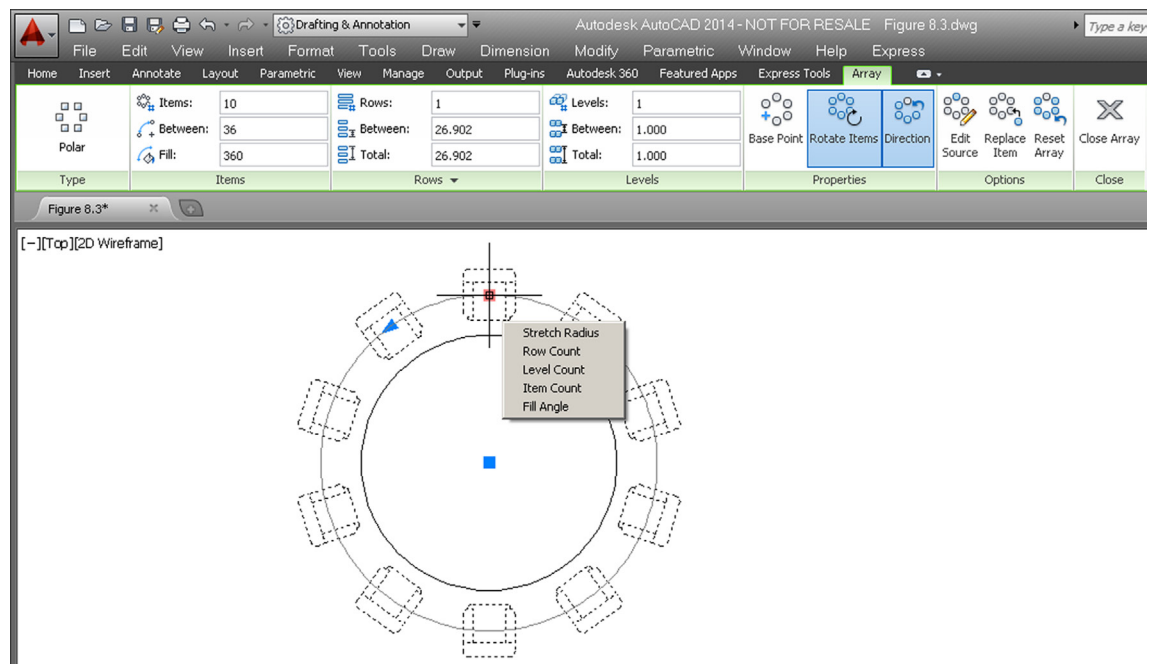 Drafting & Annotation Autodesk AutoCAD 2014 - NOT FOR RESALE Figure 8.3.dwg Type a key
File Edit View Insert Format Tools Draw Dimension Modify Parametric Window Help Express
Home Insert Annotate Layout Parametric View Manage Output Plug-ins Autodesk 360 Featured Apps Express Tools Array
Items: 10 Rows: 1 Levels: 1
Between: 36 Between: 26.902 Between: 1.000
Fill: 360 Total: 26.902 Total: 1.000
Polar
Base Point Rotate Items Direction Edit Source Replace Item Reset Array Close Array
Type Items Rows Levels Properties Options Close
Figure 8.3*
[-][Top][2D Wireframe]
Stretch Radius
Row Count
Level Count
Item Count
Fill Angle